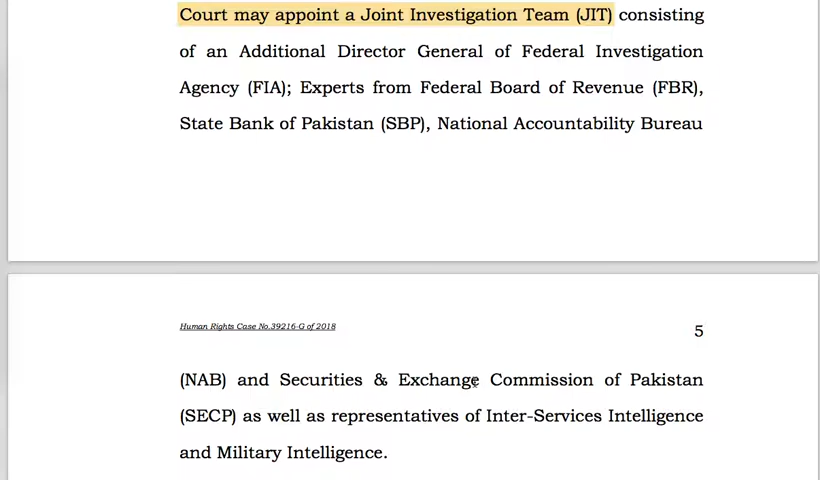 Court may appoint a Joint Investigation Team (JIT) consisting
of an Additional Director General of Federal Investigation
Agency (FIA); Experts from Federal Board of Revenue (FBR),
State Bank of Pakistan (SBP), National Accountability Bureau
Human Rights Case No.39216-G of 2018
5
(NAB) and Securities & Exchange Commission of Pakistan
(SECP) as well as representatives of Inter-Services Intelligence
and Military Intelligence.